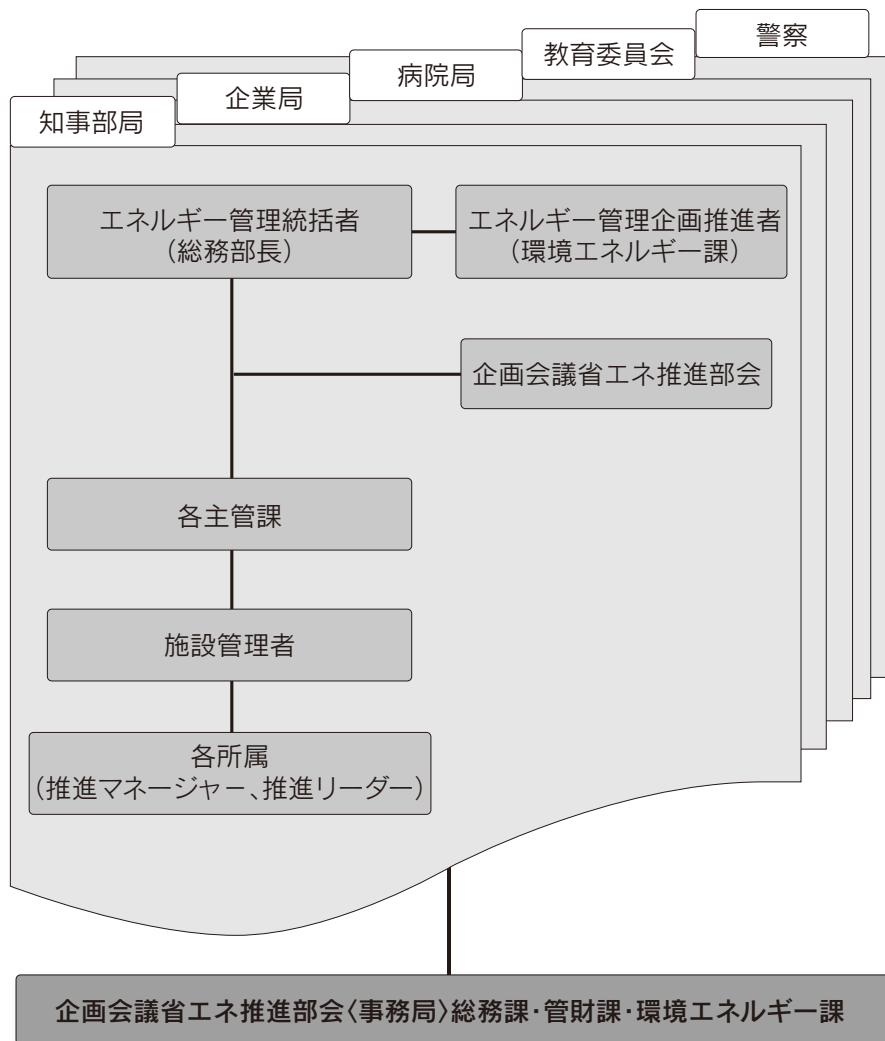 警察
教育委員会
病院局
企業局
知事部局
エネルギー管理統括者
(総務部長)
エネルギー管理企画推進者
(環境エネルギー課)
企画会議省エネ推進部会
各主管課
施設管理者
各所属
(推進マネージャー、推進リーダー)
企画会議省エネ推進部会〈事務局〉総務課・管財課・環境エネルギー課